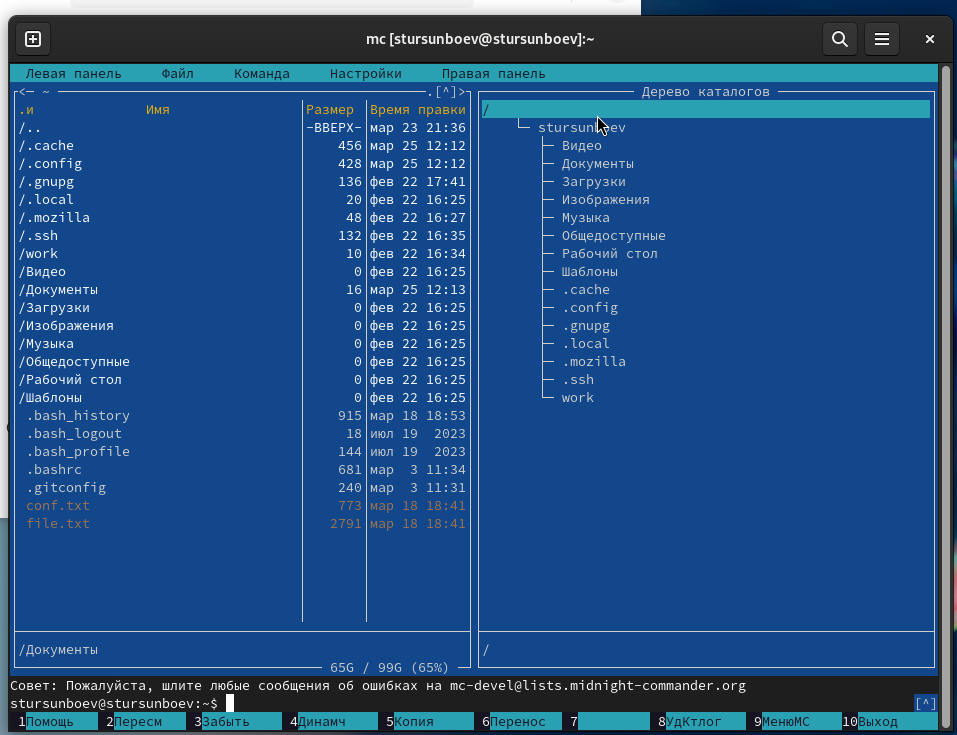 mc [stursunboev@stursunboev]:~
Левая панель Файл Команда Настройки Правая панель
<─ ~ .[^]> Дерево каталогов
.и Имя Размер Время правки /
/.. -ВВЕРХ- мар 23 21:36 stursunboev
/.cache 456 мар 25 12:12 Видео
/.config 428 мар 25 12:12 Документы
/.gnupg 136 фев 22 17:41 Загрузки
/.local 20 фев 22 16:25 Изображения
/.mozilla 48 фев 22 16:27 Музыка
/.ssh 132 фев 22 16:35 Общедоступные
/work 10 фев 22 16:34 Рабочий стол
/Видео 0 фев 22 16:25 Шаблоны
/Документы 16 мар 25 12:13 .cache
/Загрузки 0 фев 22 16:25 .config
/Изображения 0 фев 22 16:25 .gnupg
/Музыка 0 фев 22 16:25 .local
/Общедоступные 0 фев 22 16:25 .mozilla
/Рабочий стол 0 фев 22 16:25 .ssh
/Шаблоны 0 фев 22 16:25 work
.bash_history 915 мар 18 18:53
.bash_logout 18 июл 19 2023
.bash_profile 144 июл 19 2023
.bashrc 681 мар 3 11:34
.gitconfig 240 мар 3 11:31
conf.txt 773 мар 18 18:41
file.txt 2791 мар 18 18:41
/Документы /
65G / 99G (65%)
Совет: Пожалуйста, шлите любые сообщения об ошибках на mc-devel@lists.midnight-commander.org
stursunboev@stursunboev:~$ [^]
1Помощь 2Пересм 3Забыть 4Динамч 5Копия 6Перенос 7 8УдКтлог 9МенюMC 10Выход